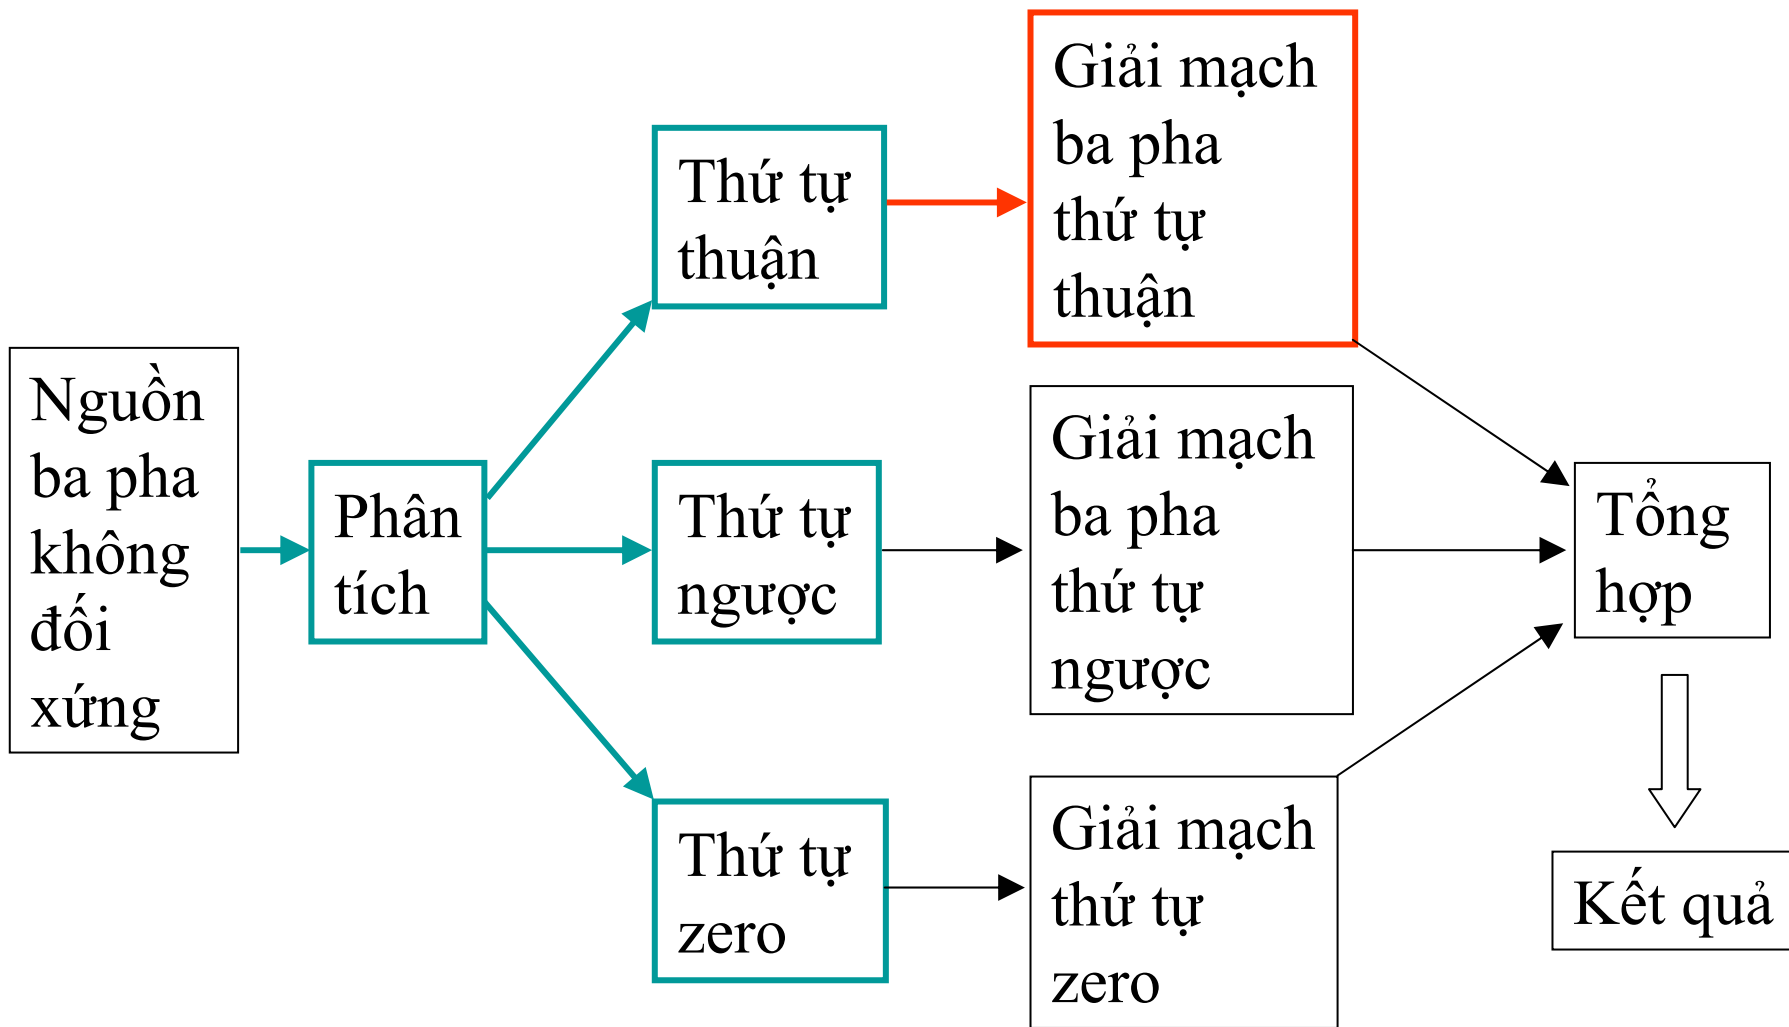 Nguồn
ba pha
không
đối
xứng
Phân
tích
Thứ tự
thuận
Thứ tự
ngược
Thứ tự
zero
Giải mạch
ba pha
thứ tự
thuận
Giải mạch
ba pha
thứ tự
ngược
Giải mạch
thứ tự
zero
Tổng
hợp
Kết quả